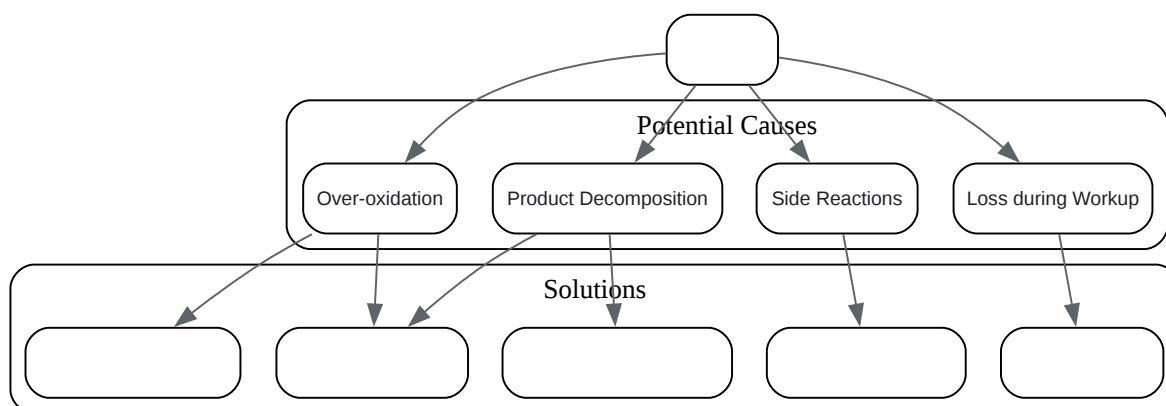 Potential Causes
Over-oxidation
Product Decomposition
Side Reactions
Loss during Workup
Solutions